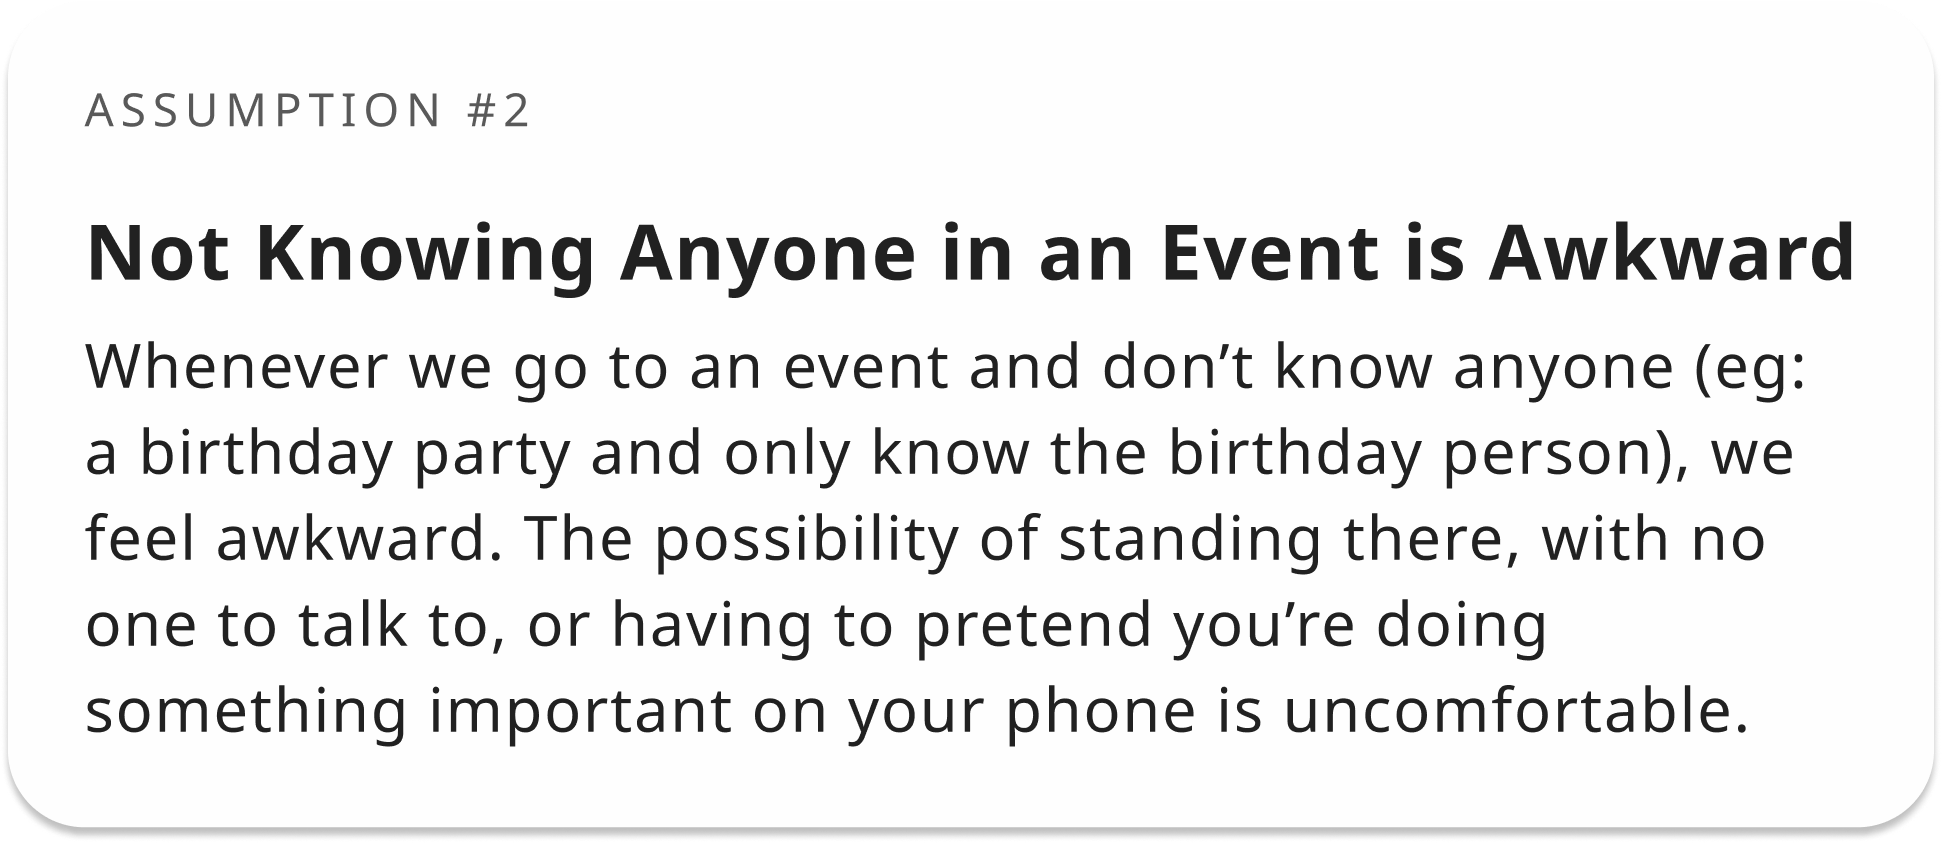 ASSUMPTION #2
Not Knowing Anyone in an Event is Awkward
Whenever we go to an event and don’t know anyone (eg:
a birthday party and only know the birthday person), we
feel awkward. The possibility of standing there, with no
one to talk to, or having to pretend you’re doing
something important on your phone is uncomfortable.